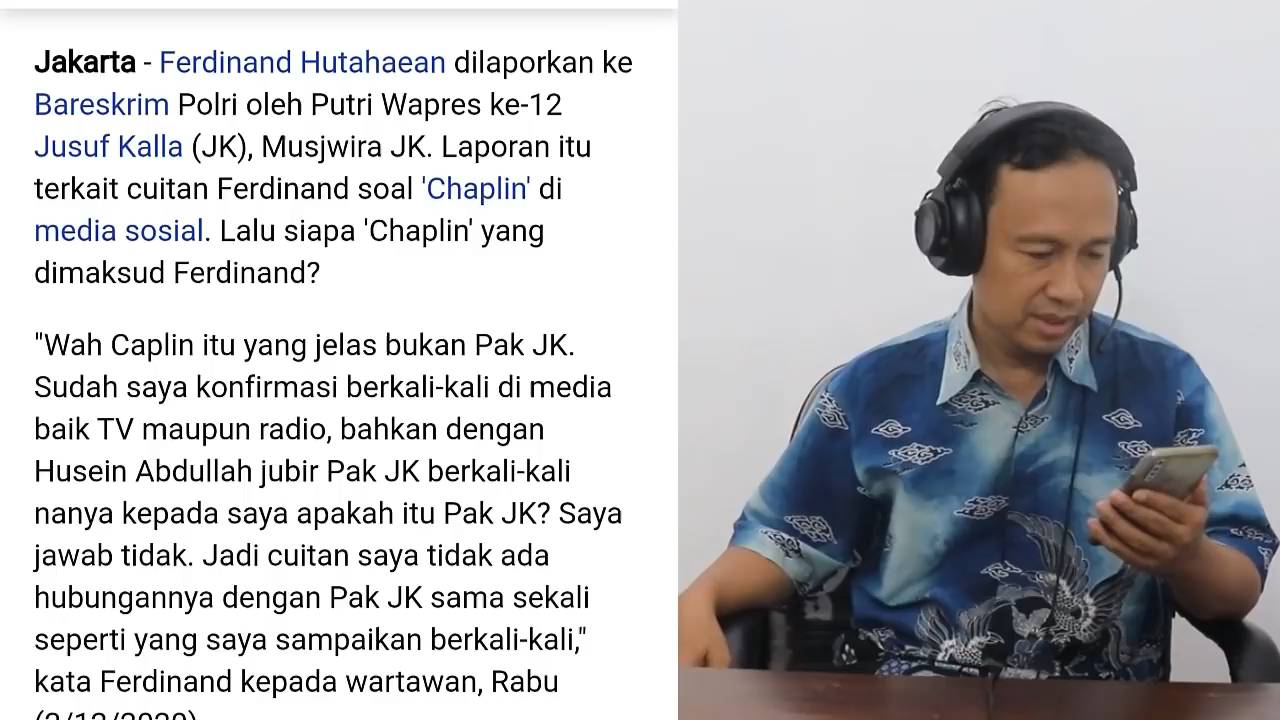 Jakarta - Ferdinand Hutahaean dilaporkan ke
Bareskrim Polri oleh Putri Wapres ke-12
Jusuf Kalla (JK), Musjwira JK. Laporan itu
terkait cuitan Ferdinand soal 'Chaplin' di
media sosial. Lalu siapa 'Chaplin' yang
dimaksud Ferdinand?
"Wah Caplin itu yang jelas bukan Pak JK.
Sudah saya konfirmasi berkali-kali di media
baik TV maupun radio, bahkan dengan
Husein Abdullah jubir Pak JK berkali-kali
nanya kepada saya apakah itu Pak JK? Saya
jawab tidak. Jadi cuitan saya tidak ada
hubungannya dengan Pak JK sama sekali
seperti yang saya sampaikan berkali-kali,"
kata Ferdinand kepada wartawan, Rabu